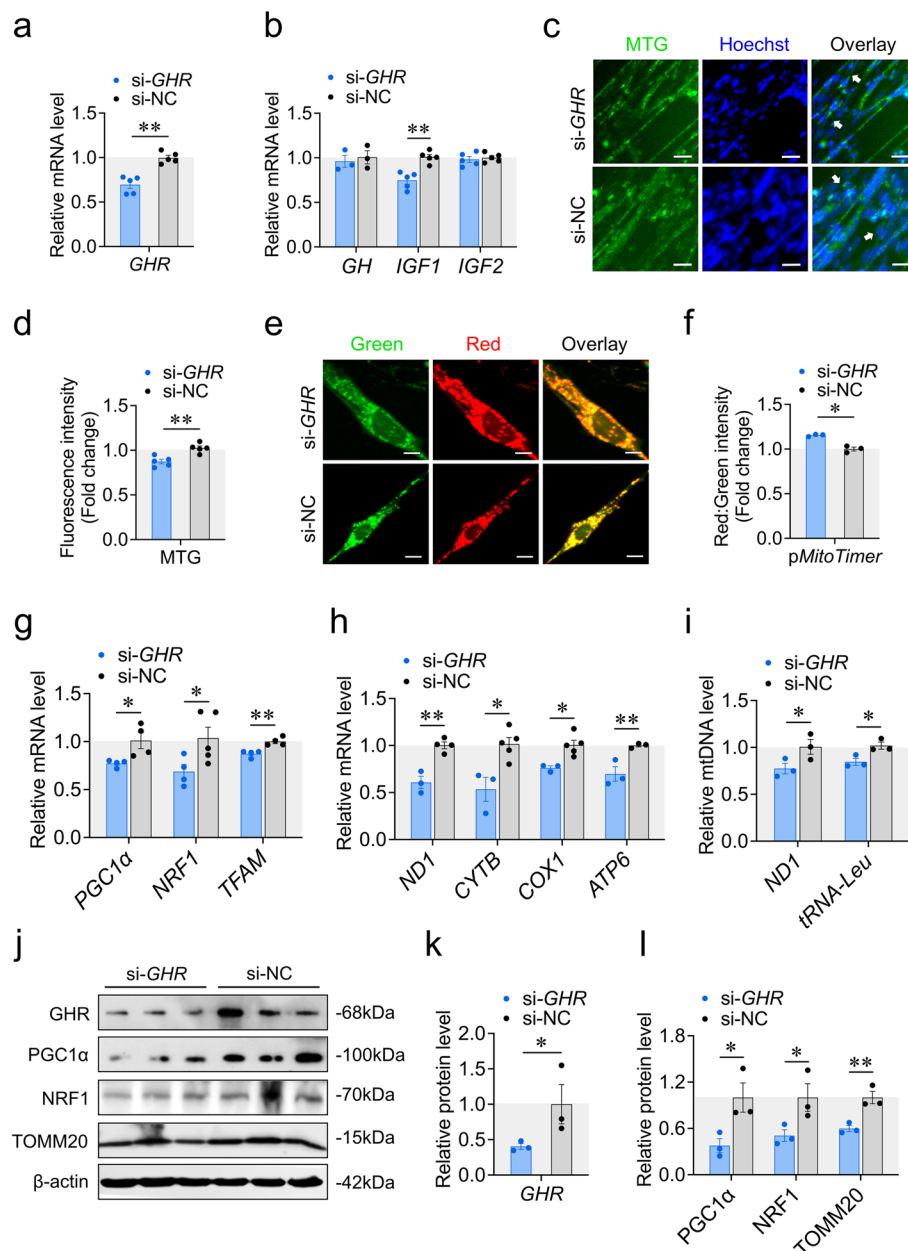 a
si-GHR
si-NC
Relative mRNA level
1.5
1.0
0.5
0.0
**
GHR
b
si-GHR
si-NC
Relative mRNA level
1.5
1.0
0.5
0.0
**
GH IGF1 IGF2
c
MTG Hoechst Overlay
si-GHR
si-NC
d
si-GHR
si-NC
Fluorescence intensity
(Fold change)
1.5
1.0
0.5
0.0
**
MTG
e
Green Red Overlay
si-GHR
si-NC
f
si-GHR
si-NC
Red:Green intensity
(Fold change)
1.5
1.0
0.5
0.0
*
pMitoTimer
g
si-GHR
si-NC
Relative mRNA level
1.5
1.0
0.5
0.0
* * **
PGC1α NRF1 TFAM
h
si-GHR
si-NC
Relative mRNA level
1.5
1.0
0.5
0.0
** * * **
ND1 CYTB COX1 ATP6
i
si-GHR
si-NC
Relative mtDNA level
1.5
1.0
0.5
0.0
* *
ND1 tRNA-Leu
j
si-GHR si-NC
GHR -68kDa
PGC1α -100kDa
NRF1 -70kDa
TOMM20 -15kDa
β-actin -42kDa
k
si-GHR
si-NC
Relative protein level
2.0
1.5
1.0
0.5
0.0
*
GHR
l
si-GHR
si-NC
Relative protein level
1.8
1.2
0.6
0.0
* * **
PGC1α NRF1 TOMM20